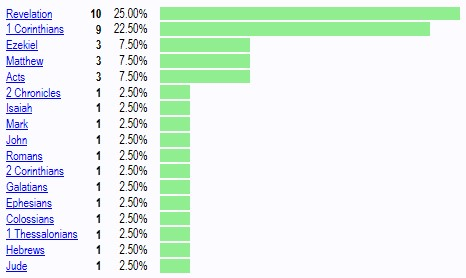 Revelation 10 25.00%
1 Corinthians 9 22.50%
Ezekiel 3 7.50%
Matthew 3 7.50%
Acts 3 7.50%
2 Chronicles 1 2.50%
Isaiah 1 2.50%
Mark 1 2.50%
John 1 2.50%
Romans 1 2.50%
2 Corinthians 1 2.50%
Galatians 1 2.50%
Ephesians 1 2.50%
Colossians 1 2.50%
1 Thessalonians 1 2.50%
Hebrews 1 2.50%
Jude 1 2.50%